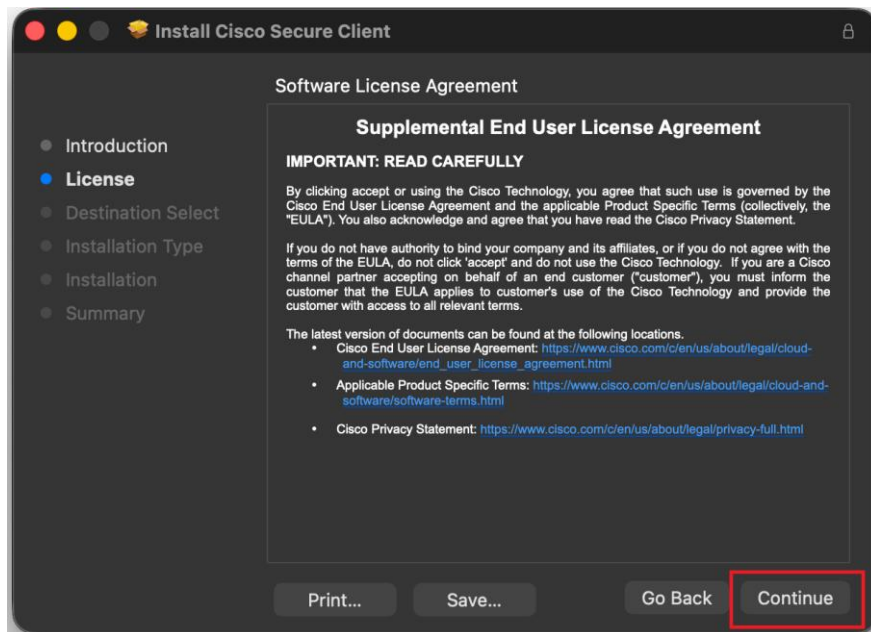 Install Cisco Secure Client
Software License Agreement
Introduction
License
Destination Select
Installation Type
Installation
Summary
Supplemental End User License Agreement
IMPORTANT: READ CAREFULLY
By clicking accept or using the Cisco Technology, you agree that such use is governed by the
Cisco End User License Agreement and the applicable Product Specific Terms (collectively, the
"EULA"). You also acknowledge and agree that you have read the Cisco Privacy Statement.
If you do not have authority to bind your company and its affiliates, or if you do not agree with the
terms of the EULA, do not click 'accept' and do not use the Cisco Technology. If you are a Cisco
channel partner accepting on behalf of an end customer ("customer"), you must inform the
customer that the EULA applies to customer's use of the Cisco Technology and provide the
customer with access to all relevant terms.
The latest version of documents can be found at the following locations.
• Cisco End User License Agreement: https://www.cisco.com/c/en/us/about/legal/cloud-
and-software/end_user_license_agreement.html
• Applicable Product Specific Terms: https://www.cisco.com/c/en/us/about/legal/cloud-and-
software/software-terms.html
• Cisco Privacy Statement: https://www.cisco.com/c/en/us/about/legal/privacy-full.html
Print...
Save...
Go Back
Continue